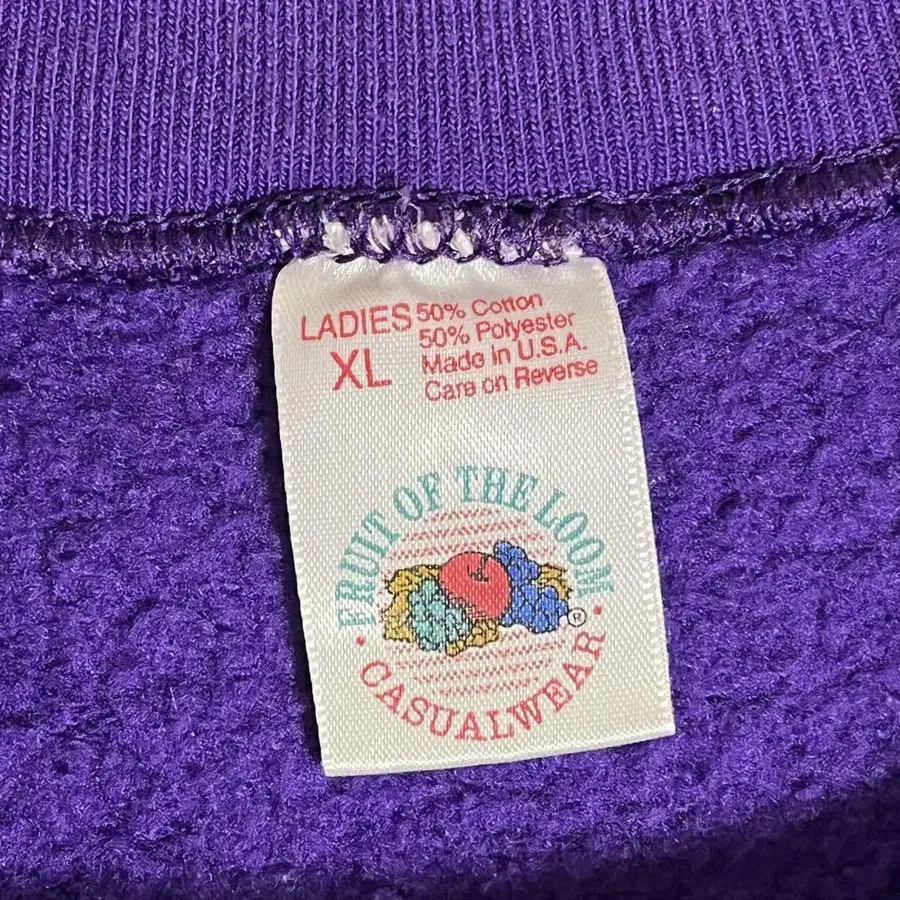 LADIES 50% Cotton
XL 50% Polyester
Made in U.S.A.
Care on Reverse
FRUIT OF THE LOOM
®
• CASUALWEAR •